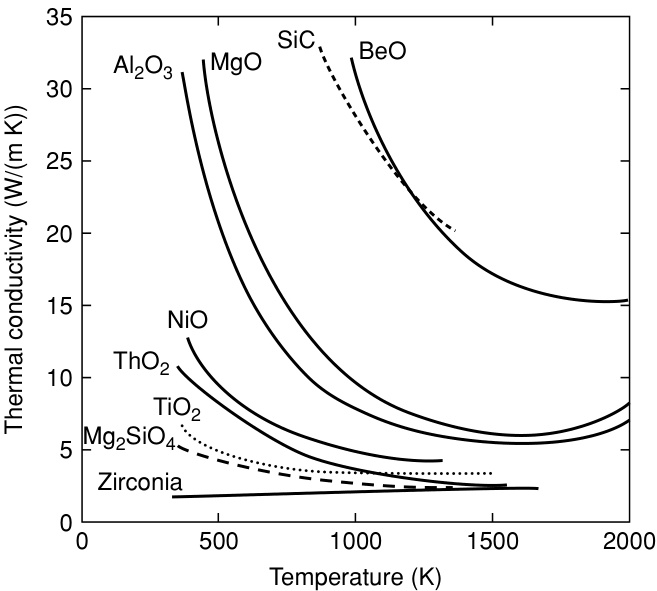 35
30
25
20
15
10
5
0
Thermal conductivity (W/(m K))
SiC
BeO
Al₂O₃
MgO
NiO
ThO₂
TiO₂
Mg₂SiO₄
Zirconia
0 500 1000 1500 2000
Temperature (K)